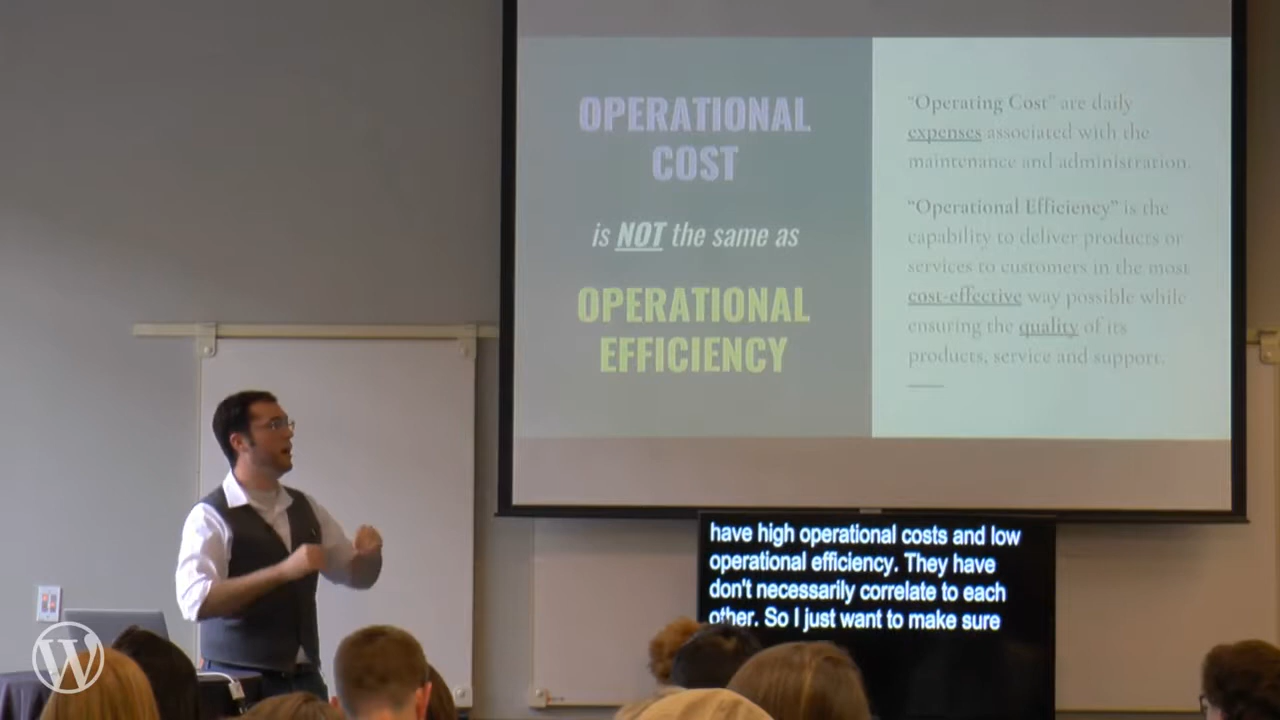 OPERATIONAL
COST
is NOT the same as
OPERATIONAL
EFFICIENCY
“Operating Cost” are daily
expenses associated with the
maintenance and administration.
“Operational Efficiency” is the
capability to deliver products or
services to customers in the most
cost-effective way possible while
ensuring the quality of its
products, service and support.
have high operational costs and low
operational efficiency. They have
don't necessarily correlate to each
other. So I just want to make sure